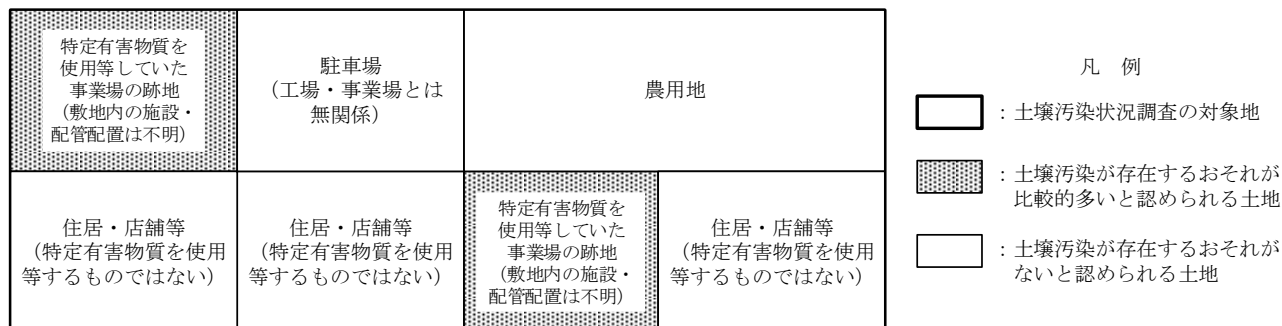 特定有害物質を
使用等していた
事業場の跡地
（敷地内の施設・
配管配置は不明）
駐車場
（工場・事業場とは
無関係）
農用地
住居・店舗等
（特定有害物質を使用
等するものではない）
住居・店舗等
（特定有害物質を使用
等するものではない）
特定有害物質を
使用等していた
事業場の跡地
（敷地内の施設・
配管配置は不明）
住居・店舗等
（特定有害物質を使用
等するものではない）
凡　例
：土壌汚染状況調査の対象地
：土壌汚染が存在するおそれが
比較的多いと認められる土地
：土壌汚染が存在するおそれが
ないと認められる土地